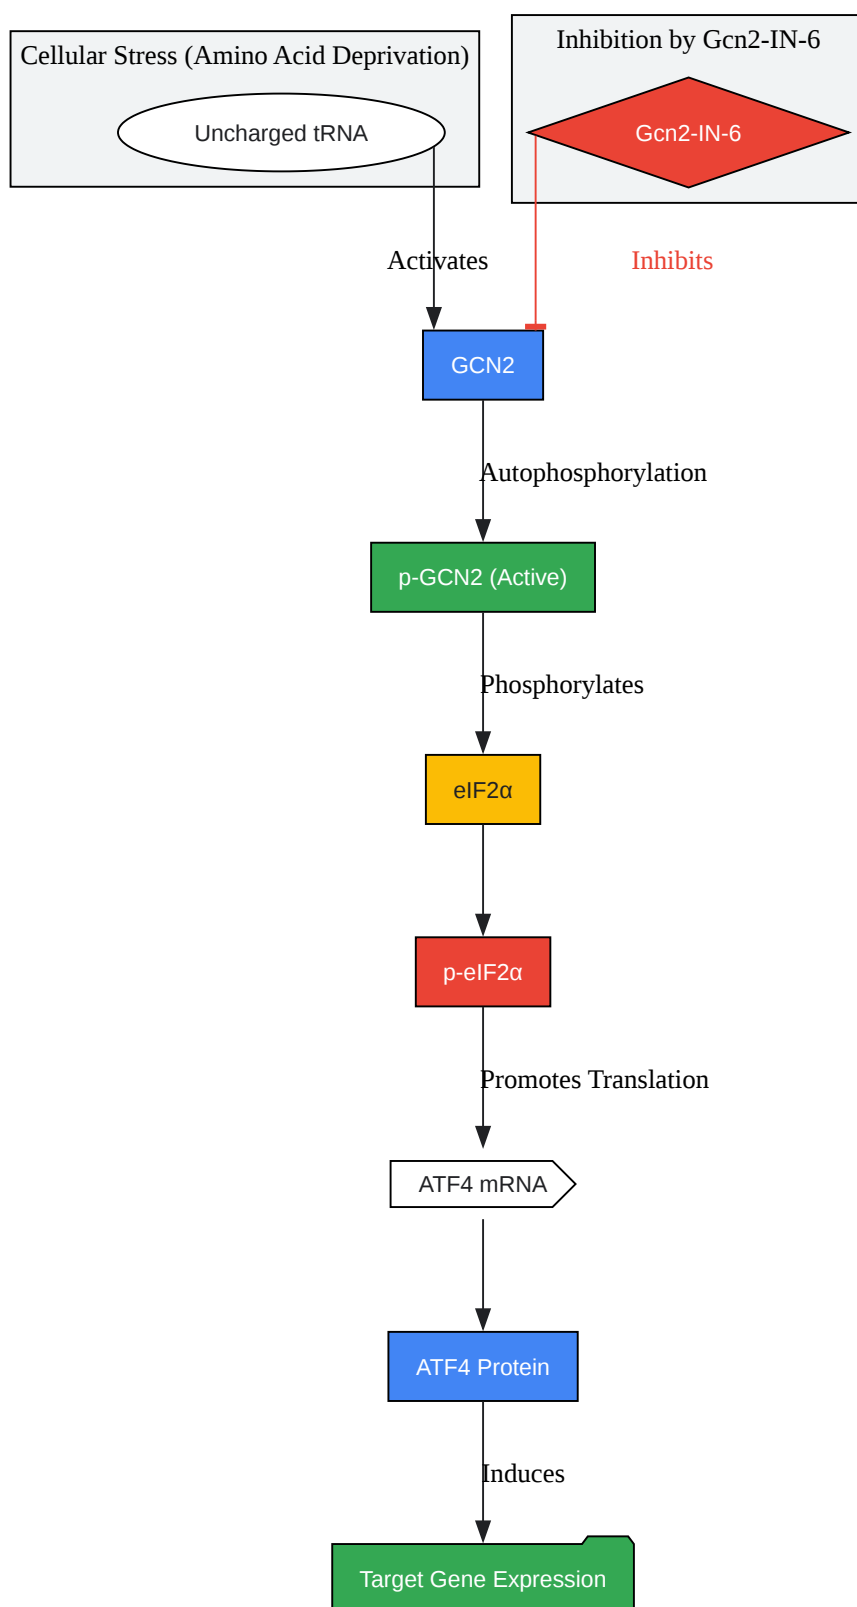 Cellular Stress (Amino Acid Deprivation)
Uncharged tRNA
Inhibition by Gcn2-IN-6
Gcn2-IN-6
Activates
Inhibits
GCN2
Autophosphorylation
p-GCN2 (Active)
Phosphorylates
eIF2α
p-eIF2α
Promotes Translation
ATF4 mRNA
ATF4 Protein
Induces
Target Gene Expression